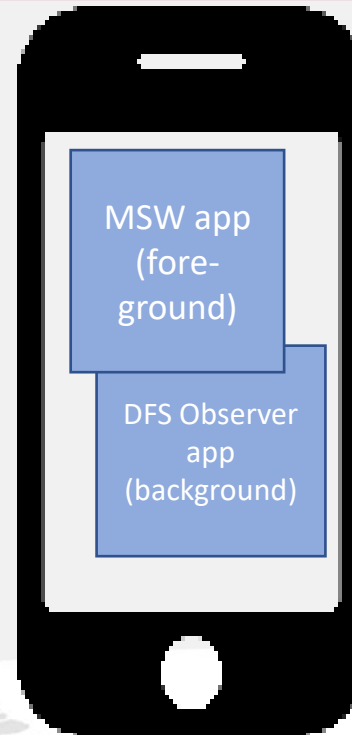 MSW app
(fore-
ground)
DFS Observer
app
(background)